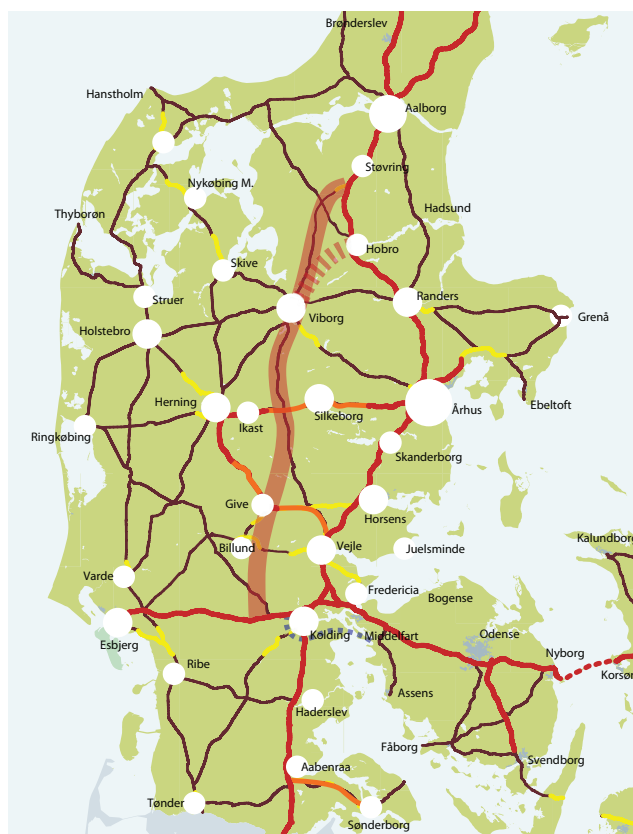 Brønderslev
Hanstholm
Aalborg
Støvring
Nykøbing M.
Hadsund
Thyborøn
Hobro
Skive
Struer
Randers
Viborg
Grenå
Holstebro
Herning
Ikast
Silkeborg
Århus
Ebeltoft
Ringkøbing
Skanderborg
Give
Horsens
Kalundborg
Billund
Vejle
Juelsminde
Varde
Fredericia
Bogense
Kolding
Middelfart
Odense
Esbjerg
Nyborg
Ribe
Korsør
Assens
Haderslev
Fåborg
Svendborg
Aabenraa
Tønder
Sønderborg